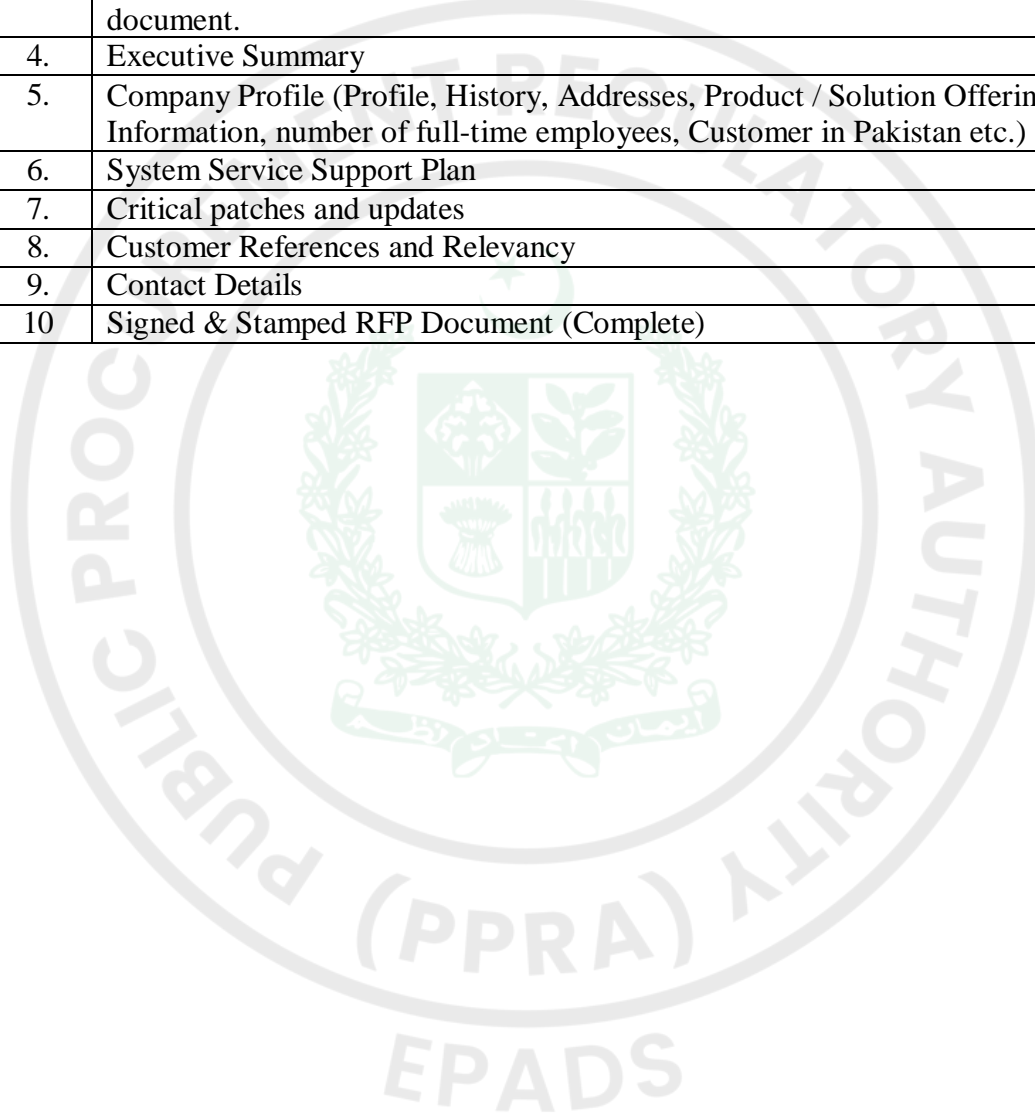 document.
4. Executive Summary
5. Company Profile (Profile, History, Addresses, Product / Solution Offerin
Information, number of full-time employees, Customer in Pakistan etc.)
6. System Service Support Plan
7. Critical patches and updates
8. Customer References and Relevancy
9. Contact Details
10 Signed & Stamped RFP Document (Complete)
PUBLIC PROCUREMENT REGULATORY AUTHORITY
(PPRA)
EPADS